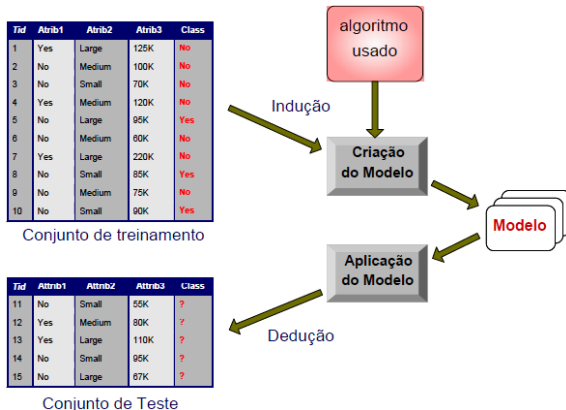 Tid Atrib1 Atrib2 Atrib3 Class
1 Yes Large 125K No
2 No Medium 100K No
3 No Small 70K No
4 Yes Medium 120K No
5 No Large 95K Yes
6 No Medium 60K No
7 Yes Large 220K No
8 No Small 85K Yes
9 No Medium 75K No
10 No Small 90K Yes
Conjunto de treinamento
algoritmo
usado
Indução
Criação
do Modelo
Modelo
Aplicação
do Modelo
Dedução
Tid Attrib1 Attrib2 Attrib3 Class
11 No Small 55K ?
12 Yes Medium 80K ?
13 Yes Large 110K ?
14 No Small 95K ?
15 No Large 67K ?
Conjunto de Teste